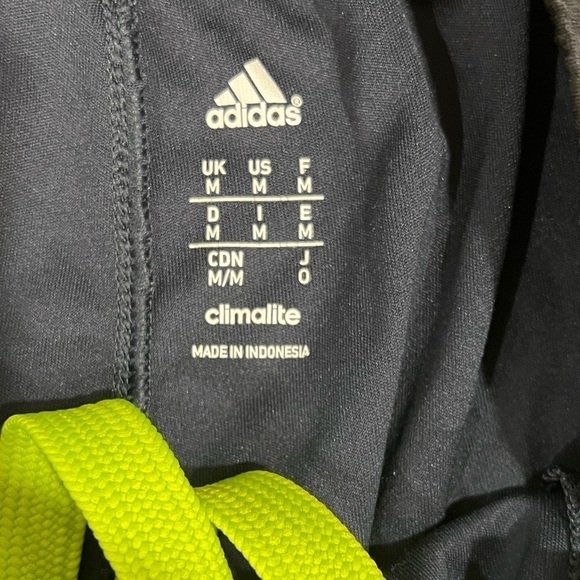 adidas®
UK US F
M M M
D I E
M M M
CDN J
M/M O
climalite
MADE IN INDONESIA